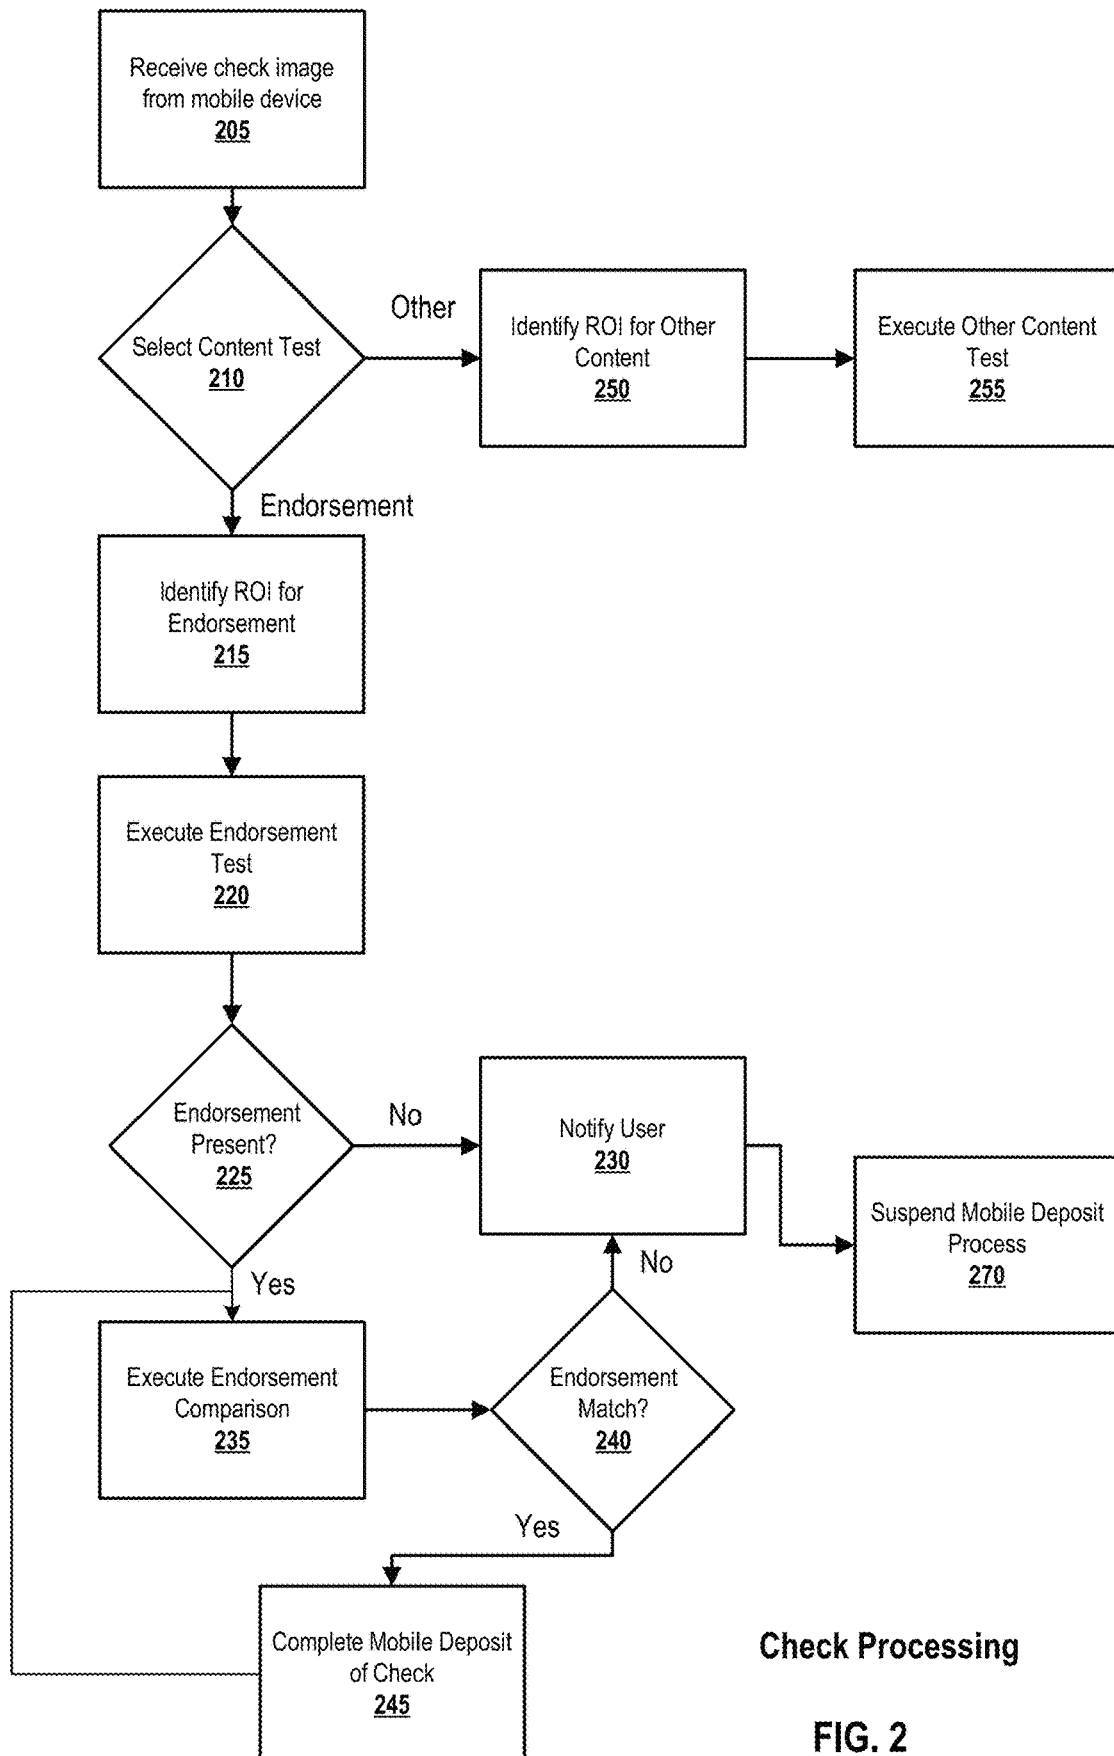 Receive check image
from mobile device
205
Select Content Test
210
Other
Identify ROI for Other
Content
250
Execute Other Content
Test
255
Endorsement
Identify ROI for
Endorsement
215
Execute Endorsement
Test
220
Endorsement
Present?
225
No
Notify User
230
Suspend Mobile Deposit
Process
270
Yes
No
Execute Endorsement
Comparison
235
Endorsement
Match?
240
Yes
Complete Mobile Deposit
of Check
245
Check Processing
FIG. 2